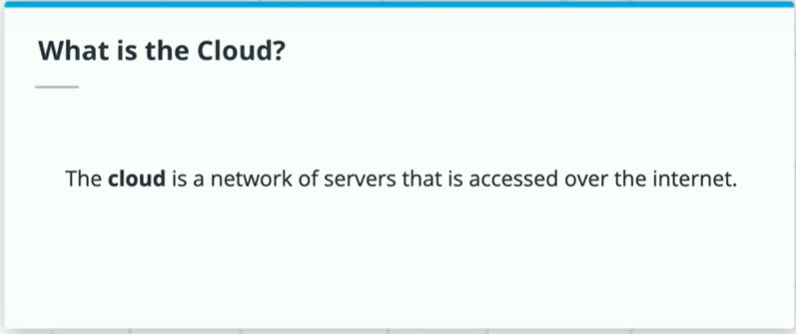 What is the Cloud?
The cloud is a network of servers that is accessed over the internet.